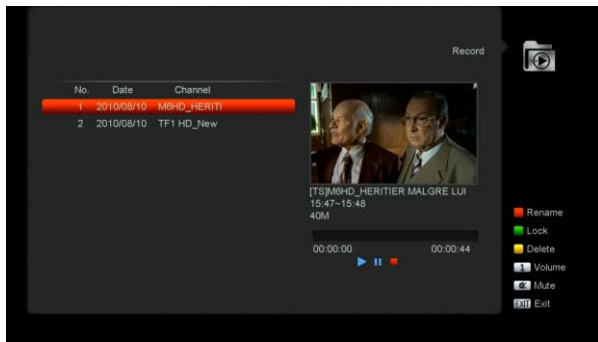 Record
No. Date Channel
1 2010/08/10 M6HD_HERITI
2 2010/08/10 TF1 HD_New
[TS]M6HD_HERITIER MALGRE LUI
15:47~15:48
40M
00:00:00 00:00:44
Rename
Lock
Delete
1 Volume
Mute
EXIT Exit